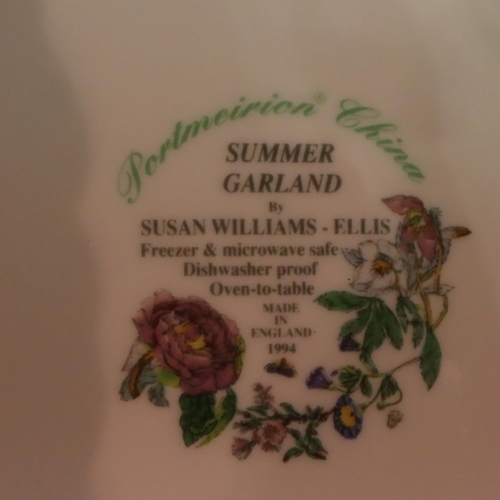 Portmeirion® China
SUMMER
GARLAND
By
SUSAN WILLIAMS - ELLIS
Freezer & microwave safe
Dishwasher proof
Oven-to-table
MADE
IN
ENGLAND
1994